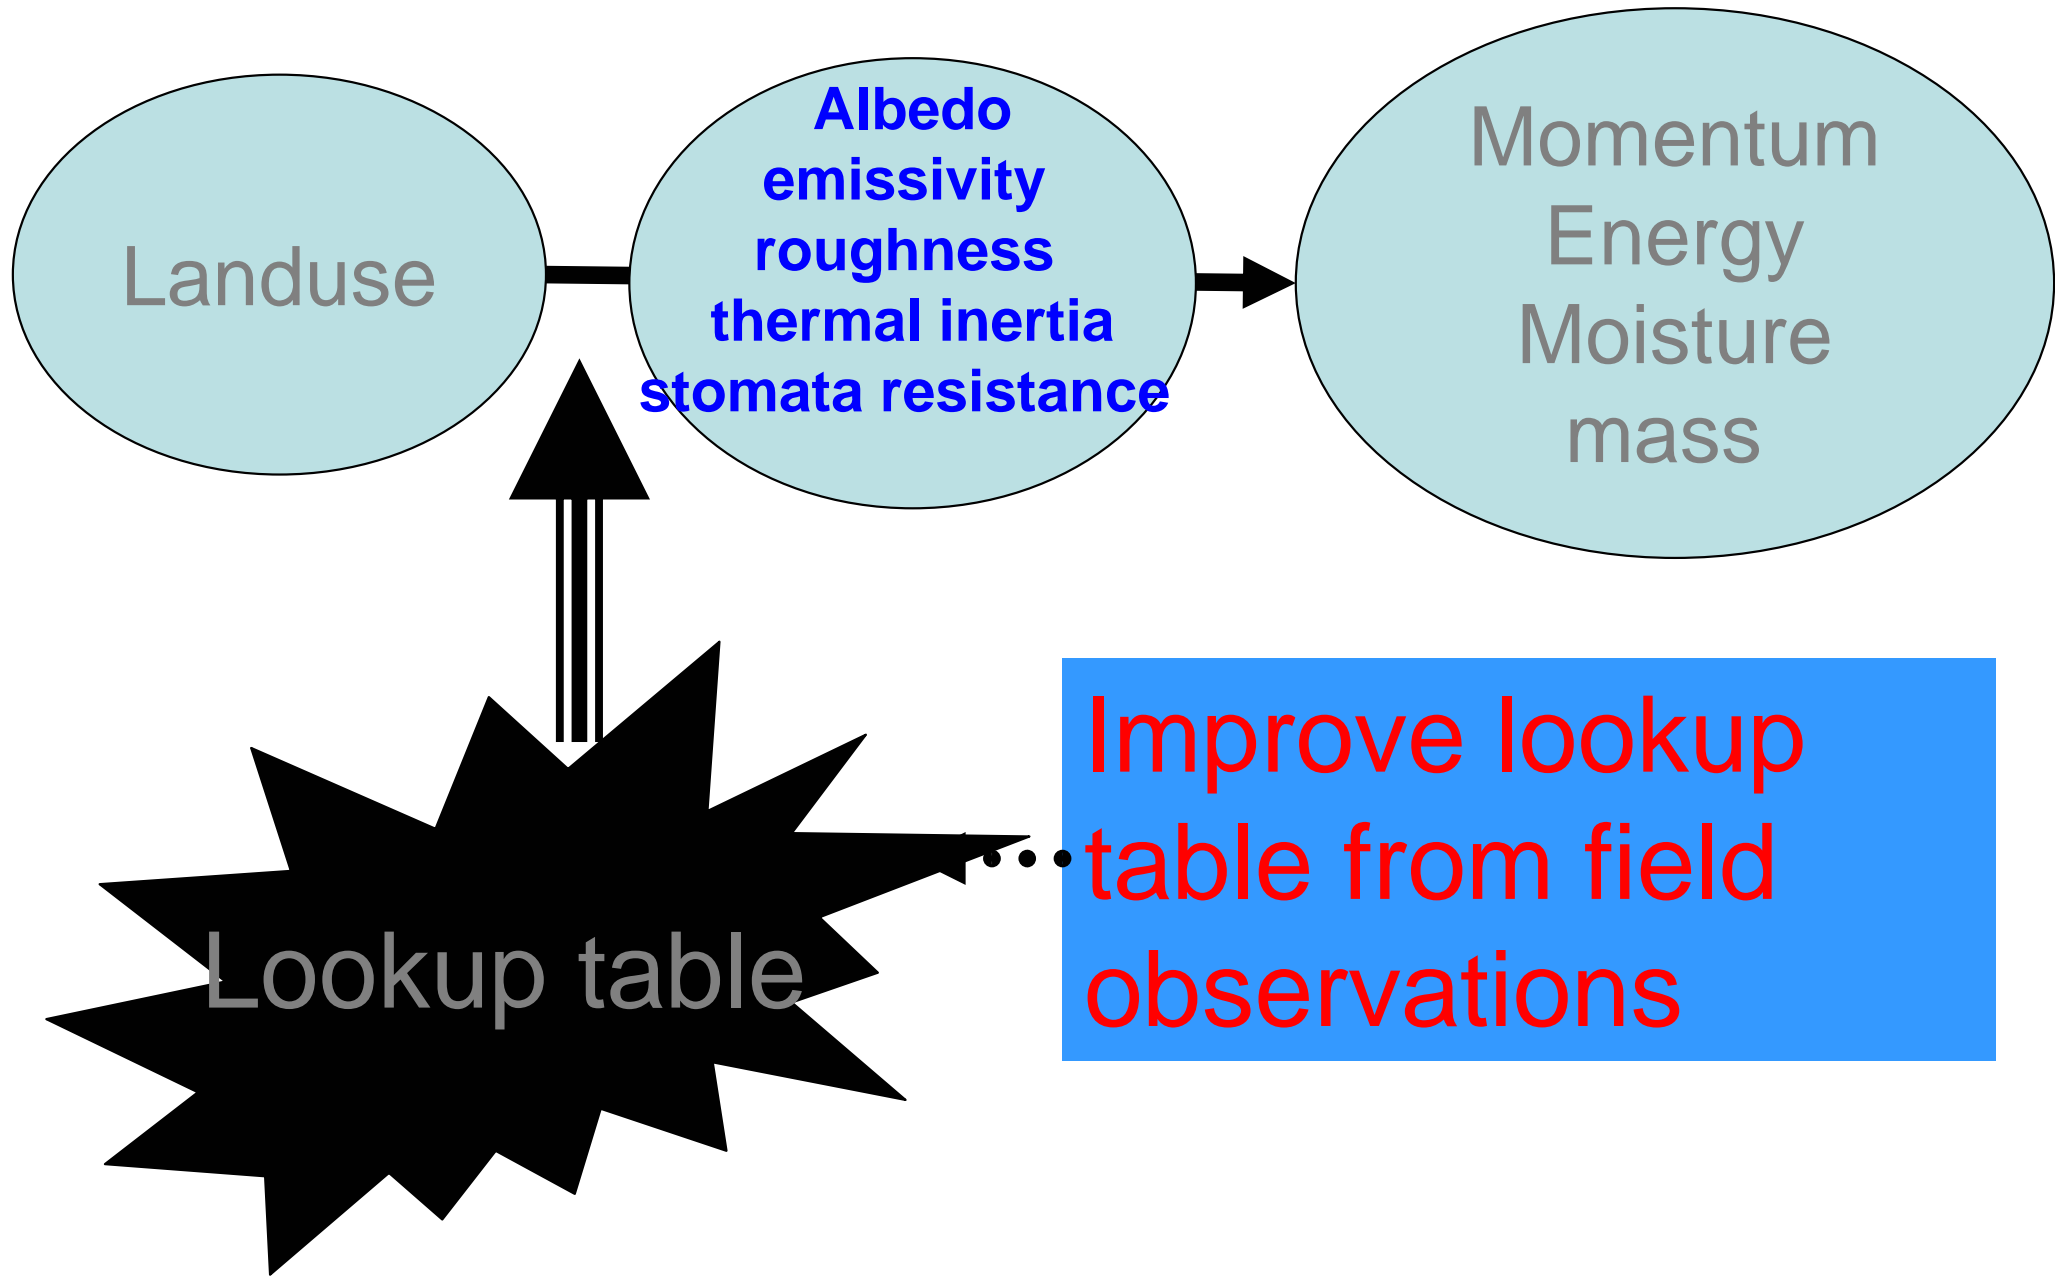 Landuse
Albedo
emissivity
roughness
thermal inertia
stomata resistance
Momentum
Energy
Moisture
mass
Lookup table
Improve lookup
table from field
observations